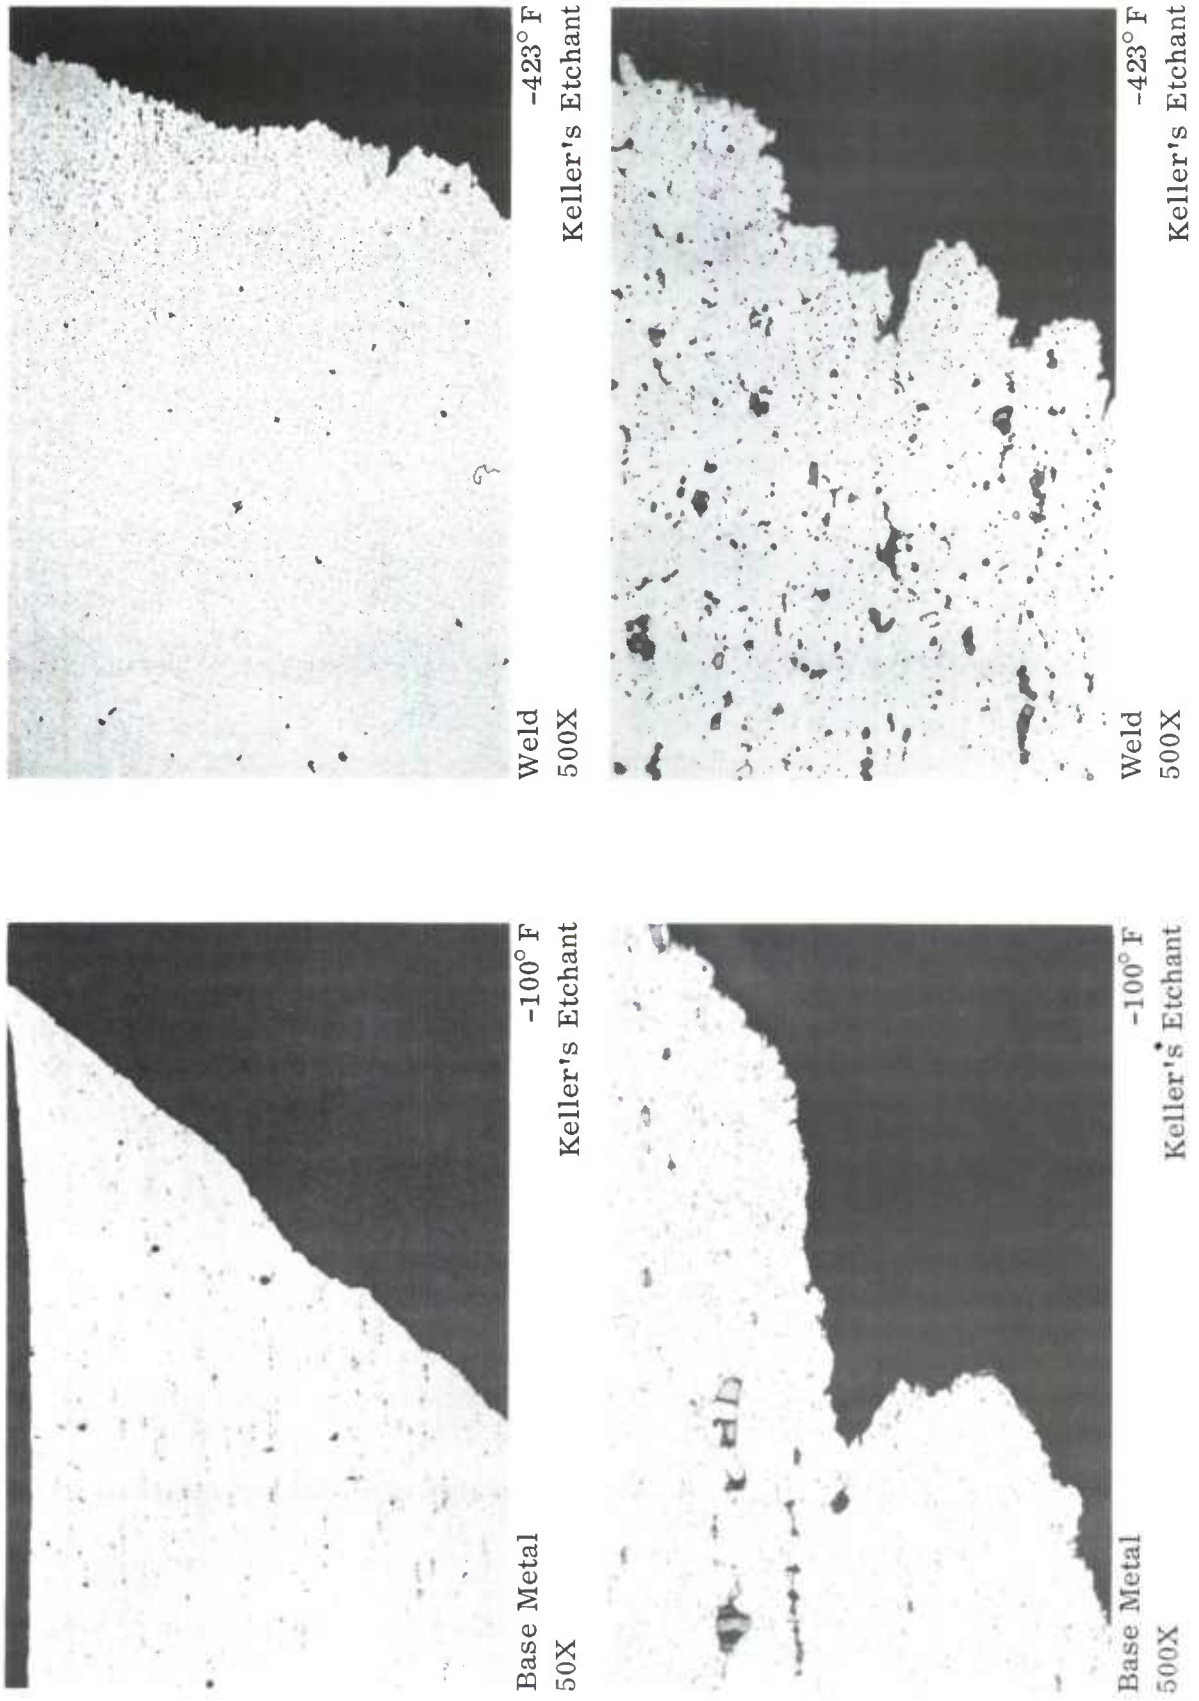 Base Metal -100° F
50X Keller's Etchant
Weld -423° F
500X Keller's Etchant
Base Metal -100° F
500X Keller's Etchant
Weld -423° F
500X Keller's Etchant